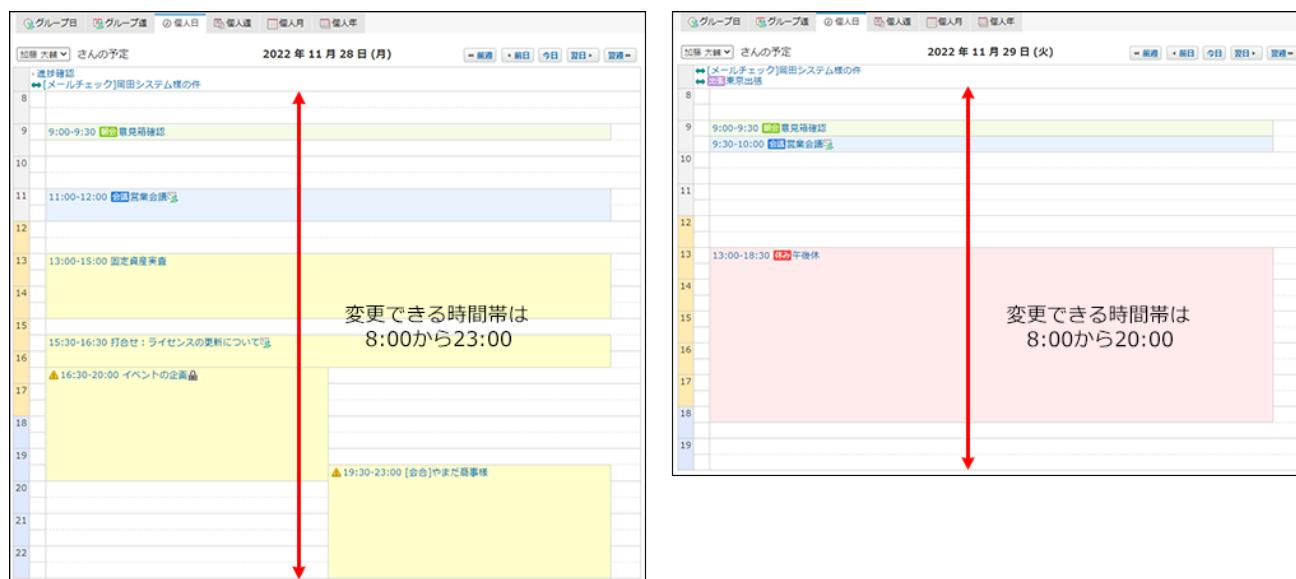 グループ日 グループ週 個人日 個人週 個人月 個人年
加藤 大輔 さんの予定 2022 年 11 月 28 日 (月) 前週 前日 今日 翌日 翌週
・進捗確認
[メールチェック]岡田システム様の件
8
9 9:00-9:30 朝会 意見箱確認
10
11 11:00-12:00 会議 営業会議
12
13 13:00-15:00 固定資産実査
14
15
15:30-16:30 打合せ：ライセンスの更新について
16
16:30-20:00 イベントの企画
17
18
19
19:30-23:00 [会合]やまだ商事様
20
21
22
変更できる時間帯は
8:00から23:00
グループ日 グループ週 個人日 個人週 個人月 個人年
加藤 大輔 さんの予定 2022 年 11 月 29 日 (火) 前週 前日 今日 翌日 翌週
[メールチェック]岡田システム様の件
出張 東京出張
8
9 9:00-9:30 朝会 意見箱確認
9:30-10:00 会議 営業会議
10
11
12
13 13:00-18:30 休み 午後休
14
15
16
17
18
19
変更できる時間帯は
8:00から20:00